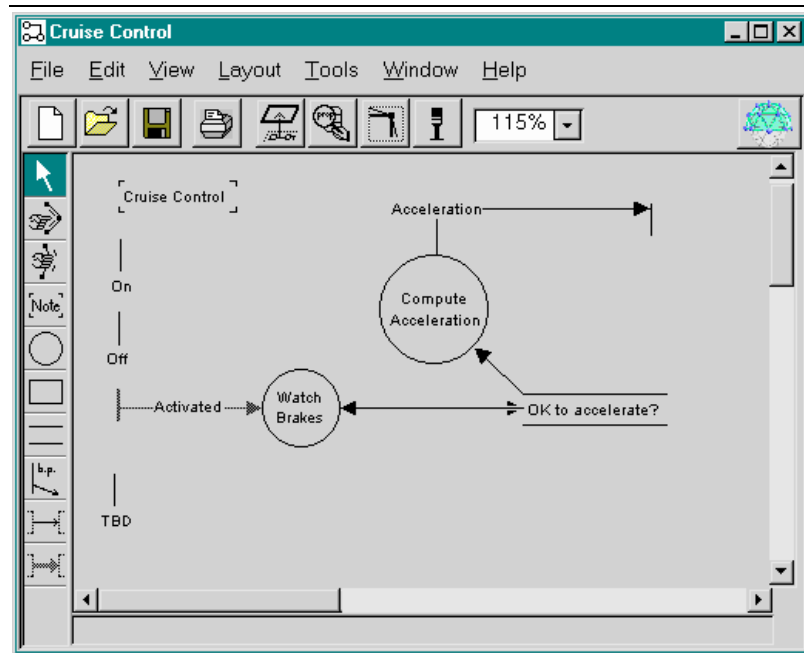 Cruise Control
File Edit View Layout Tools Window Help
prop
115%
Cruise Control
Acceleration
On
Compute
Acceleration
Note
Off
Activated
Watch
Brakes
OK to accelerate?
b.p.
TBD